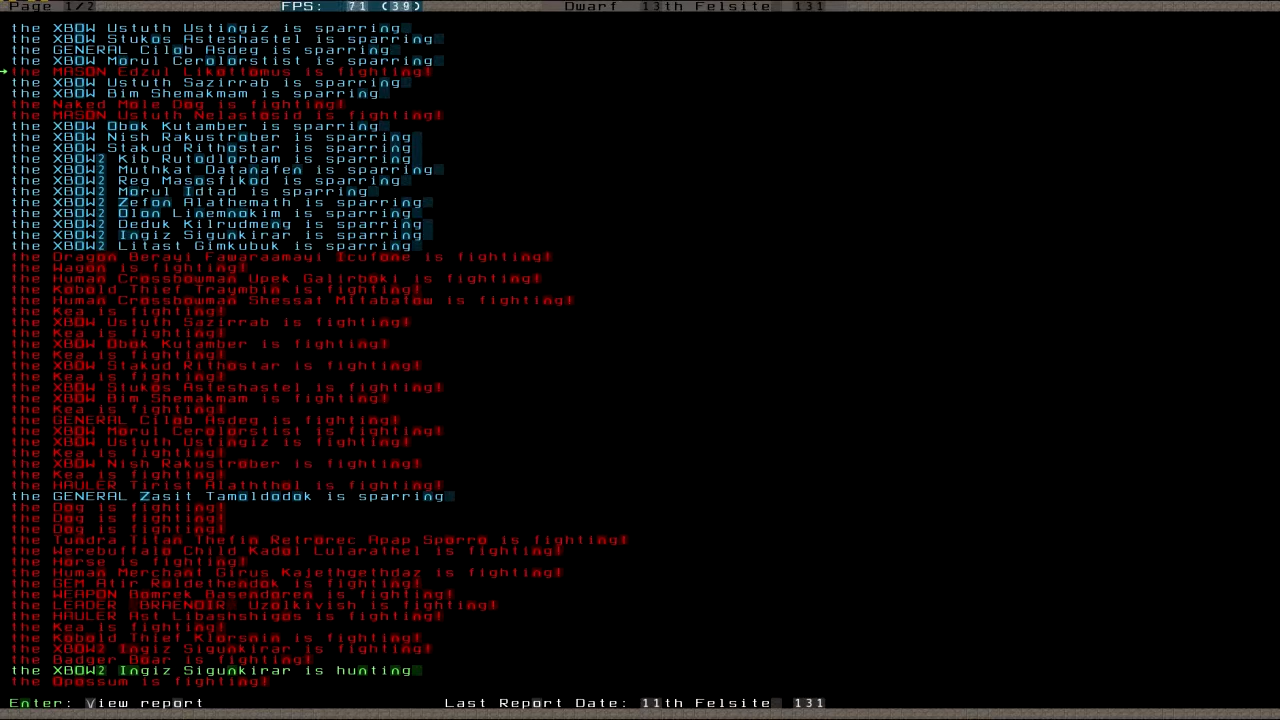 Page 1/2 FPS: 71 (39) Dwarf 13th Felsite 131
the XBOW Ustuth Ustingiz is sparring
the XBOW Stukos Asteshastel is sparring
the GENERAL Cilob Asdeg is sparring
the XBOW Morul Cerolorstist is sparring
the MASON Edzul Likottomus is fighting!
the XBOW Ustuth Sazirrab is sparring
the XBOW Bim Shemakmam is sparring
the Naked Mole Dog is fighting!
the MASON Ustuth Nelastosid is fighting!
the XBOW Obok Kutamber is sparring
the XBOW Nish Rakustrober is sparring
the XBOW Stakud Rithostar is sparring
the XBOW2 Kib Rutodlorbam is sparring
the XBOW2 Muthkat Datanafen is sparring
the XBOW2 Reg Masosfikod is sparring
the XBOW2 Morul Idtad is sparring
the XBOW2 Zefon Alathemath is sparring
the XBOW2 Olon Linemnokim is sparring
the XBOW2 Deduk Kilrudmeng is sparring
the XBOW2 Ingiz Sigunkirar is sparring
the XBOW2 Litast Gimkubuk is sparring
the Dragon Berayi Fawaraamayi Icufone is fighting!
the Wagon is fighting!
the Human Crossbowman Upek Galirboki is fighting!
the Kobold Thief Traymbin is fighting!
the Human Crossbowman Shessat Mitabatow is fighting!
the Kea is fighting!
the XBOW Ustuth Sazirrab is fighting!
the Kea is fighting!
the XBOW Obok Kutamber is fighting!
the Kea is fighting!
the XBOW Stakud Rithostar is fighting!
the Kea is fighting!
the XBOW Stukos Asteshastel is fighting!
the XBOW Bim Shemakmam is fighting!
the Kea is fighting!
the GENERAL Cilob Asdeg is fighting!
the XBOW Morul Cerolorstist is fighting!
the XBOW Ustuth Ustingiz is fighting!
the Kea is fighting!
the XBOW Nish Rakustrober is fighting!
the Kea is fighting!
the HAULER Tirist Alaththol is fighting!
the GENERAL Zasit Tamoldodok is sparring
the Dog is fighting!
the Dog is fighting!
the Dog is fighting!
the Tundra Titan Thefin Retrorec Apap Sporro is fighting!
the Werebuffalo Child Kadol Lularathel is fighting!
the Horse is fighting!
the Human Merchant Girus Kajethgethdaz is fighting!
the GEM Atir Roldethendok is fighting!
the WEAPON Bomrek Basendoren is fighting!
the LEADER BRAENOIR Uzolkivish is fighting!
the HAULER Ast Libashshigos is fighting!
the Kea is fighting!
the Kobold Thief Klorsnin is fighting!
the XBOW2 Ingiz Sigunkirar is fighting!
the Badger Boar is fighting!
the XBOW2 Ingiz Sigunkirar is hunting
the Opossum is fighting!
Enter: View report Last Report Date: 11th Felsite 131